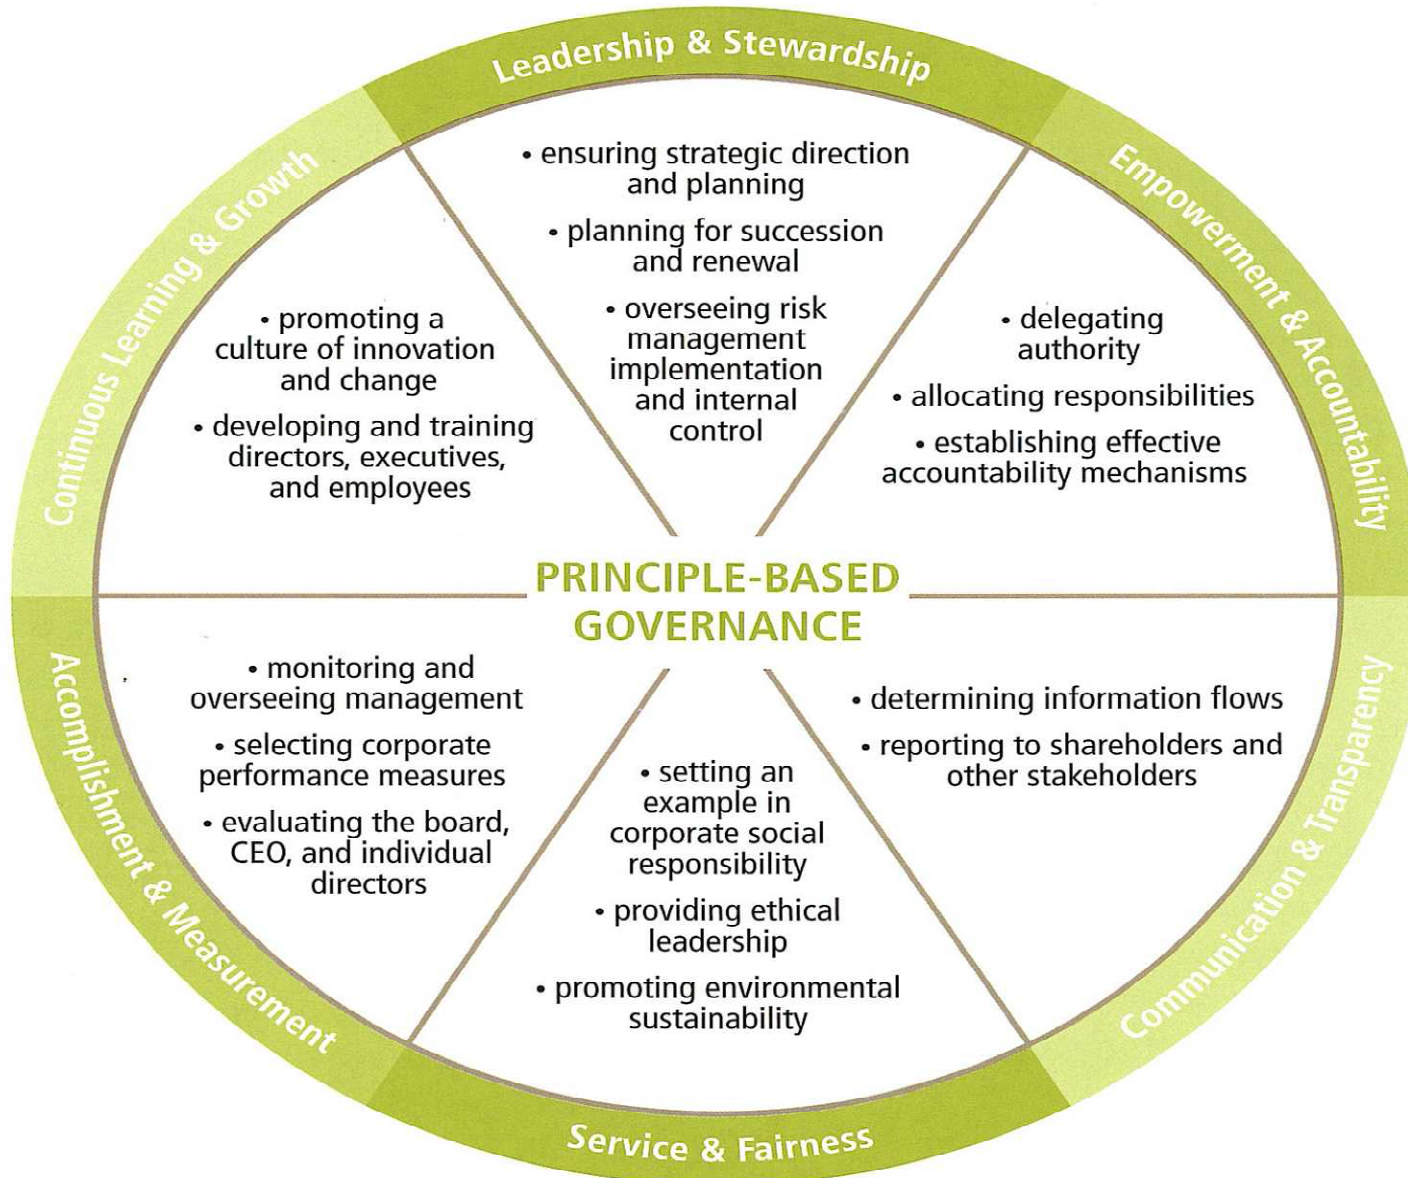 Leadership & Stewardship
• ensuring strategic direction
and planning
• planning for succession
and renewal
• overseeing risk
management
implementation
and internal
control
Empowerment & Accountability
• delegating
authority
• allocating responsibilities
• establishing effective
accountability mechanisms
Communication & Transparency
• determining information flows
• reporting to shareholders and
other stakeholders
Service & Fairness
• setting an
example in
corporate social
responsibility
• providing ethical
leadership
• promoting environmental
sustainability
Accomplishment & Measurement
• monitoring and
overseeing management
• selecting corporate
performance measures
• evaluating the board,
CEO, and individual
directors
Continuous Learning & Growth
• promoting a
culture of innovation
and change
• developing and training
directors, executives,
and employees
PRINCIPLE-BASED
GOVERNANCE